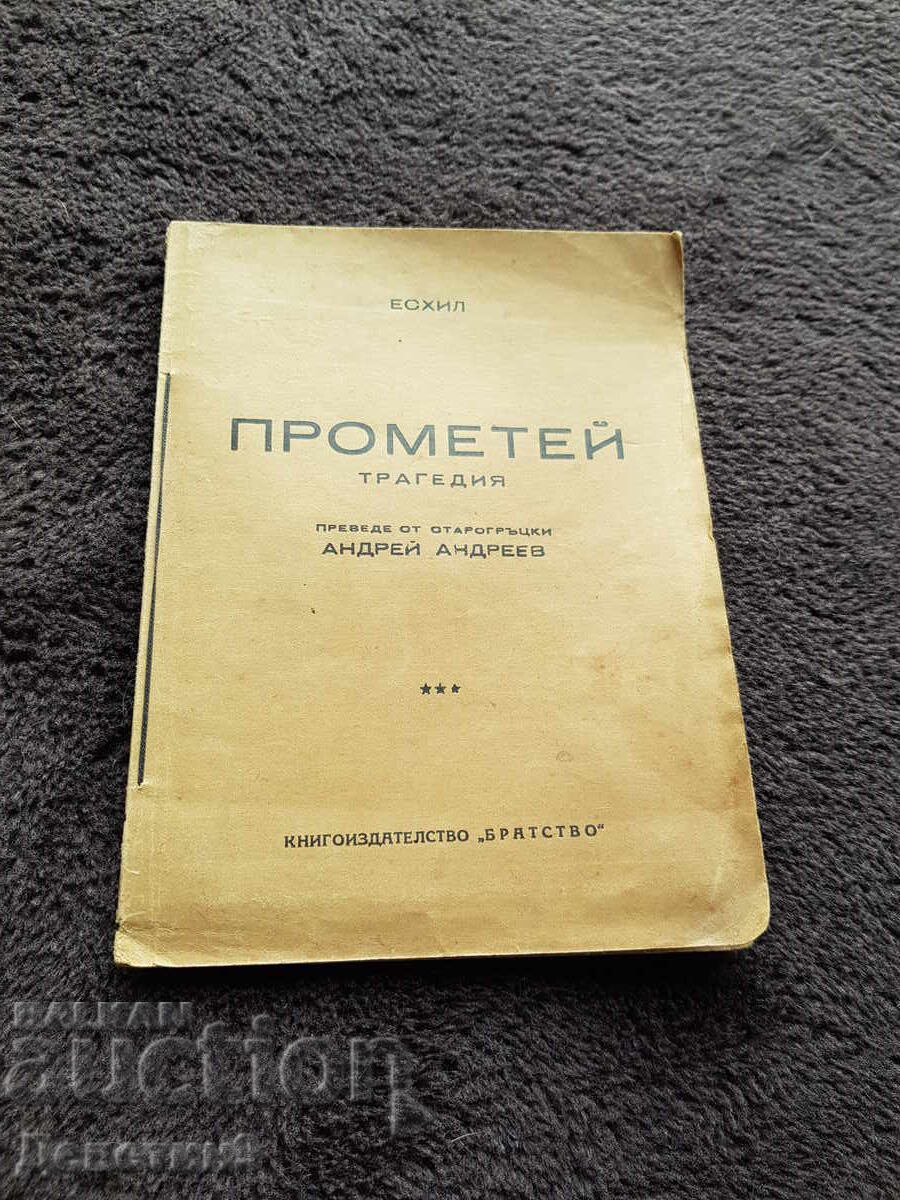 ЕСХИЛ
ПРОМЕТЕЙ
ТРАГЕДИЯ
ПРЕВЕДЕ ОТ СТАРОГРЪЦКИ
АНДРЕЙ АНДРЕЕВ
КНИГОИЗДАТЕЛСТВО „БРАТСТВО“
BALKAN
auction